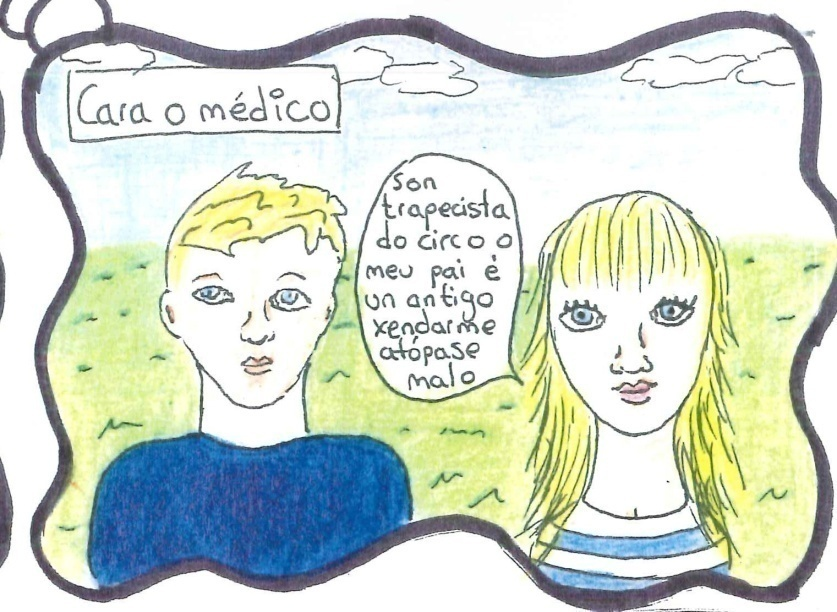 Cara o médico
Son
trapecista
do circo o
meu pai é
un antigo
xendarme
atópase
malo